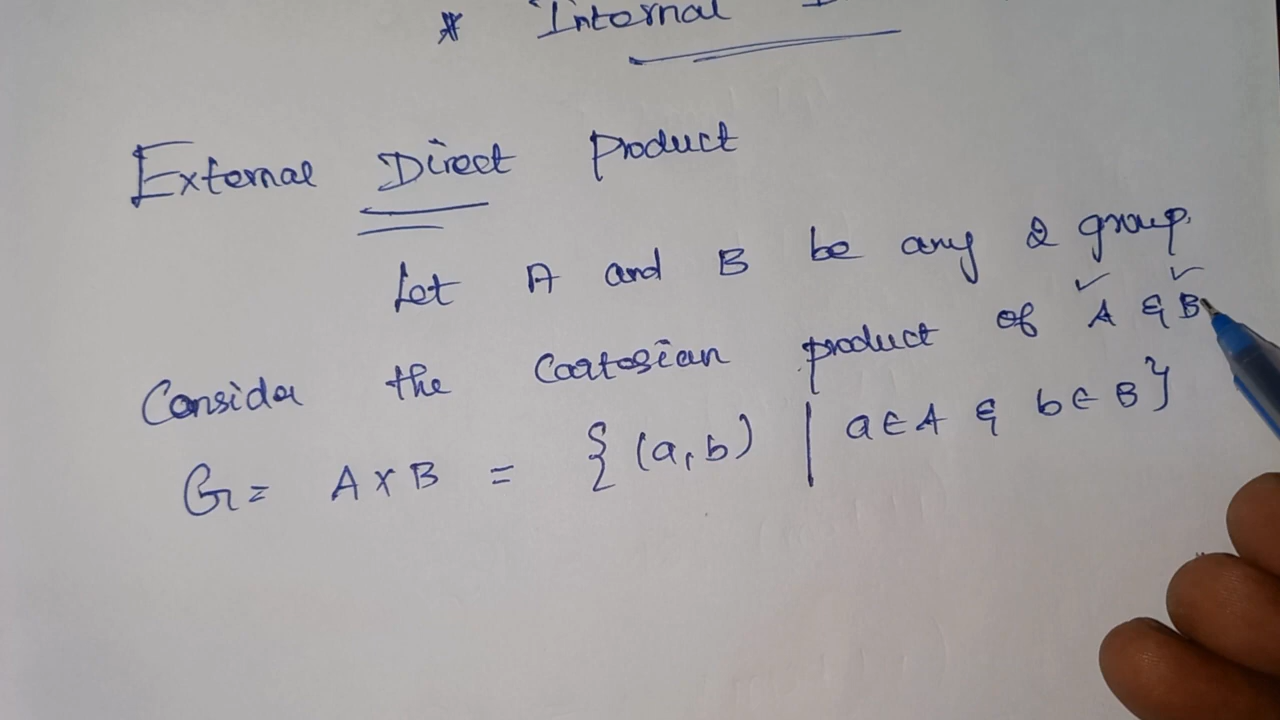 * Internal
External Direct Product
Let A and B be any 2 group.
Consider the Cartesian product of A & B
G = A x B = {(a, b) | a ∈ A & b ∈ B}